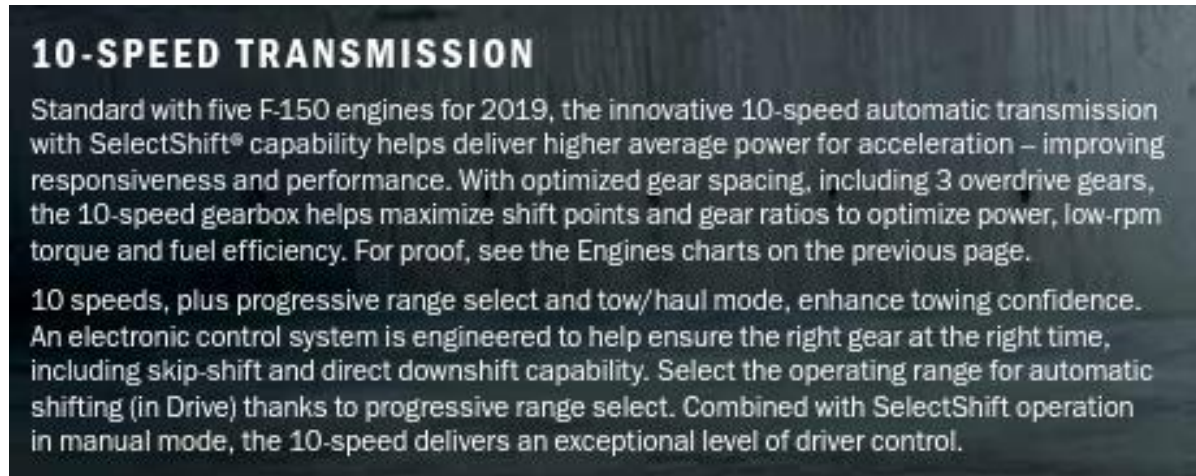 10-SPEED TRANSMISSION
Standard with five F-150 engines for 2019, the innovative 10-speed automatic transmission
with SelectShift® capability helps deliver higher average power for acceleration – improving
responsiveness and performance. With optimized gear spacing, including 3 overdrive gears,
the 10-speed gearbox helps maximize shift points and gear ratios to optimize power, low-rpm
torque and fuel efficiency. For proof, see the Engines charts on the previous page.
10 speeds, plus progressive range select and tow/haul mode, enhance towing confidence.
An electronic control system is engineered to help ensure the right gear at the right time,
including skip-shift and direct downshift capability. Select the operating range for automatic
shifting (in Drive) thanks to progressive range select. Combined with SelectShift operation
in manual mode, the 10-speed delivers an exceptional level of driver control.